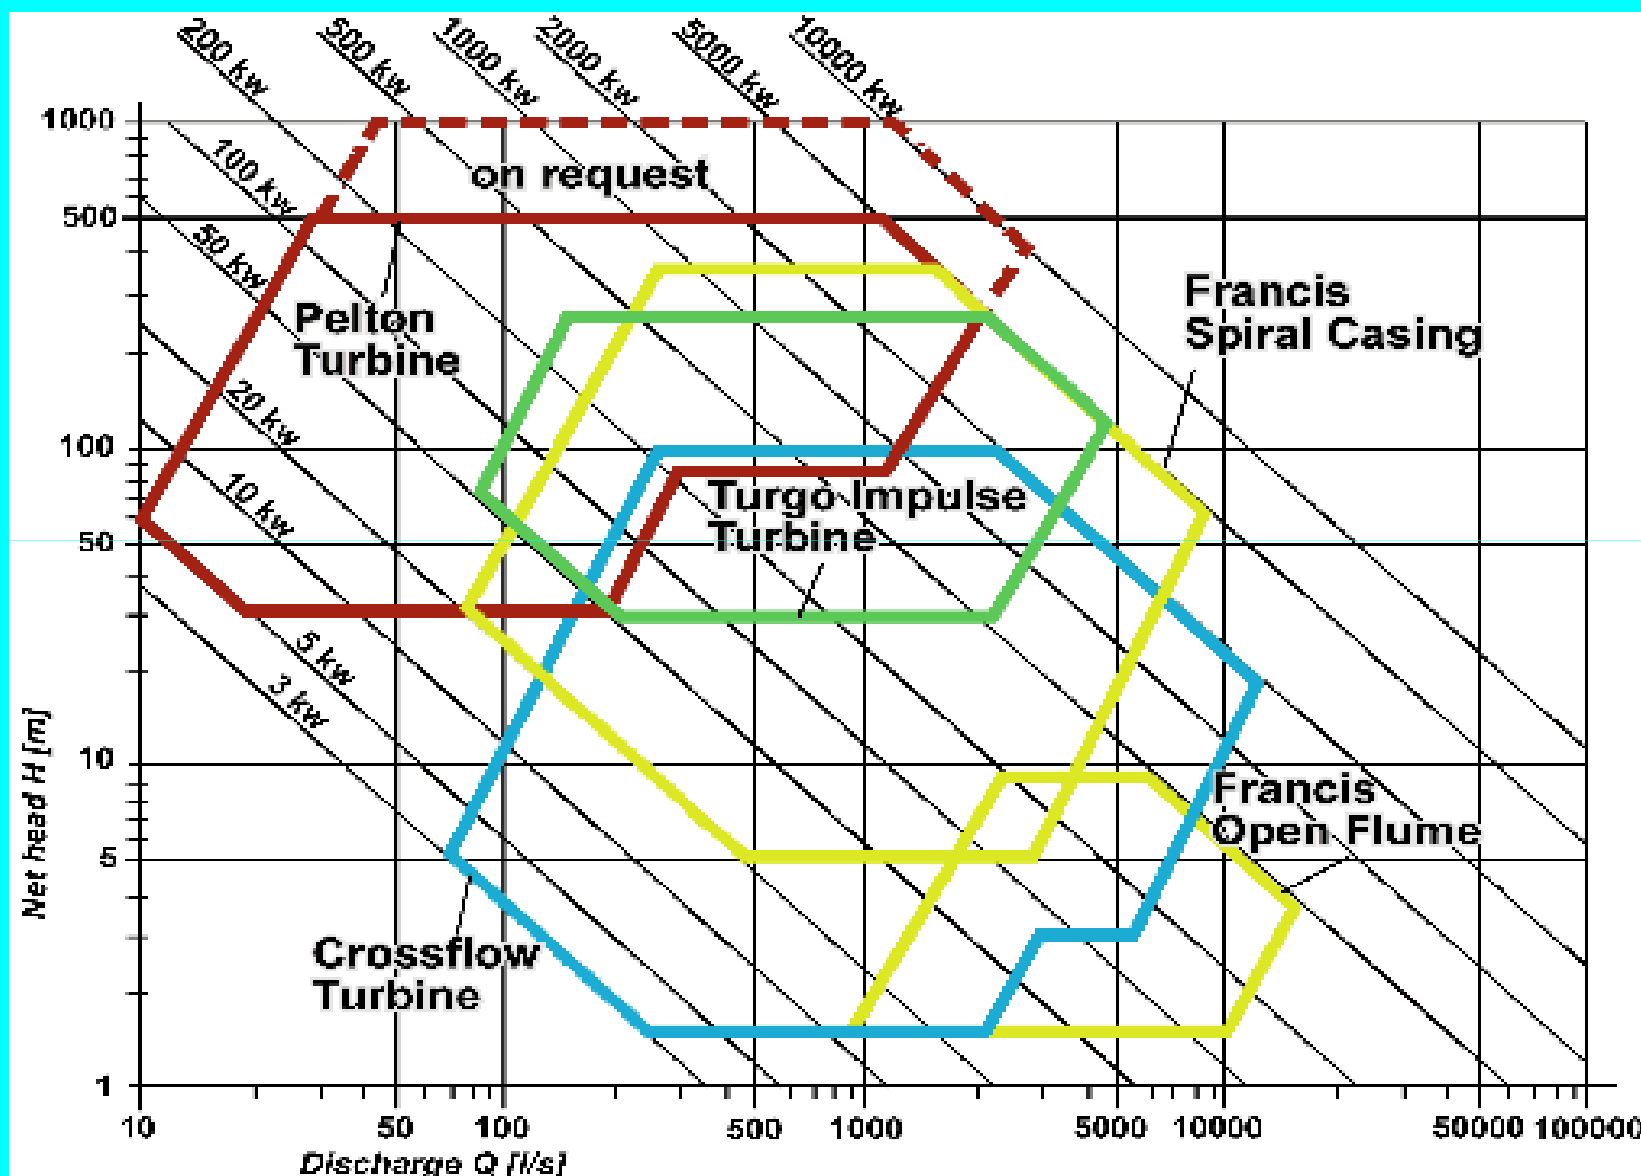 200 kw
500 kw
1000 kw
2000 kw
5000 kw
10000 kw
1000
on request
100 kw
500
50 kw
Francis
Spiral Casing
Pelton
Turbine
20 kw
100
10 kw
Turgo Impulse
Turbine
50
5 kw
3 kw
Net head H [m]
10
Francis
Open Flume
5
Crossflow
Turbine
1
10
50
100
500
1000
5000
10000
50000
100000
Discharge Q [l/s]